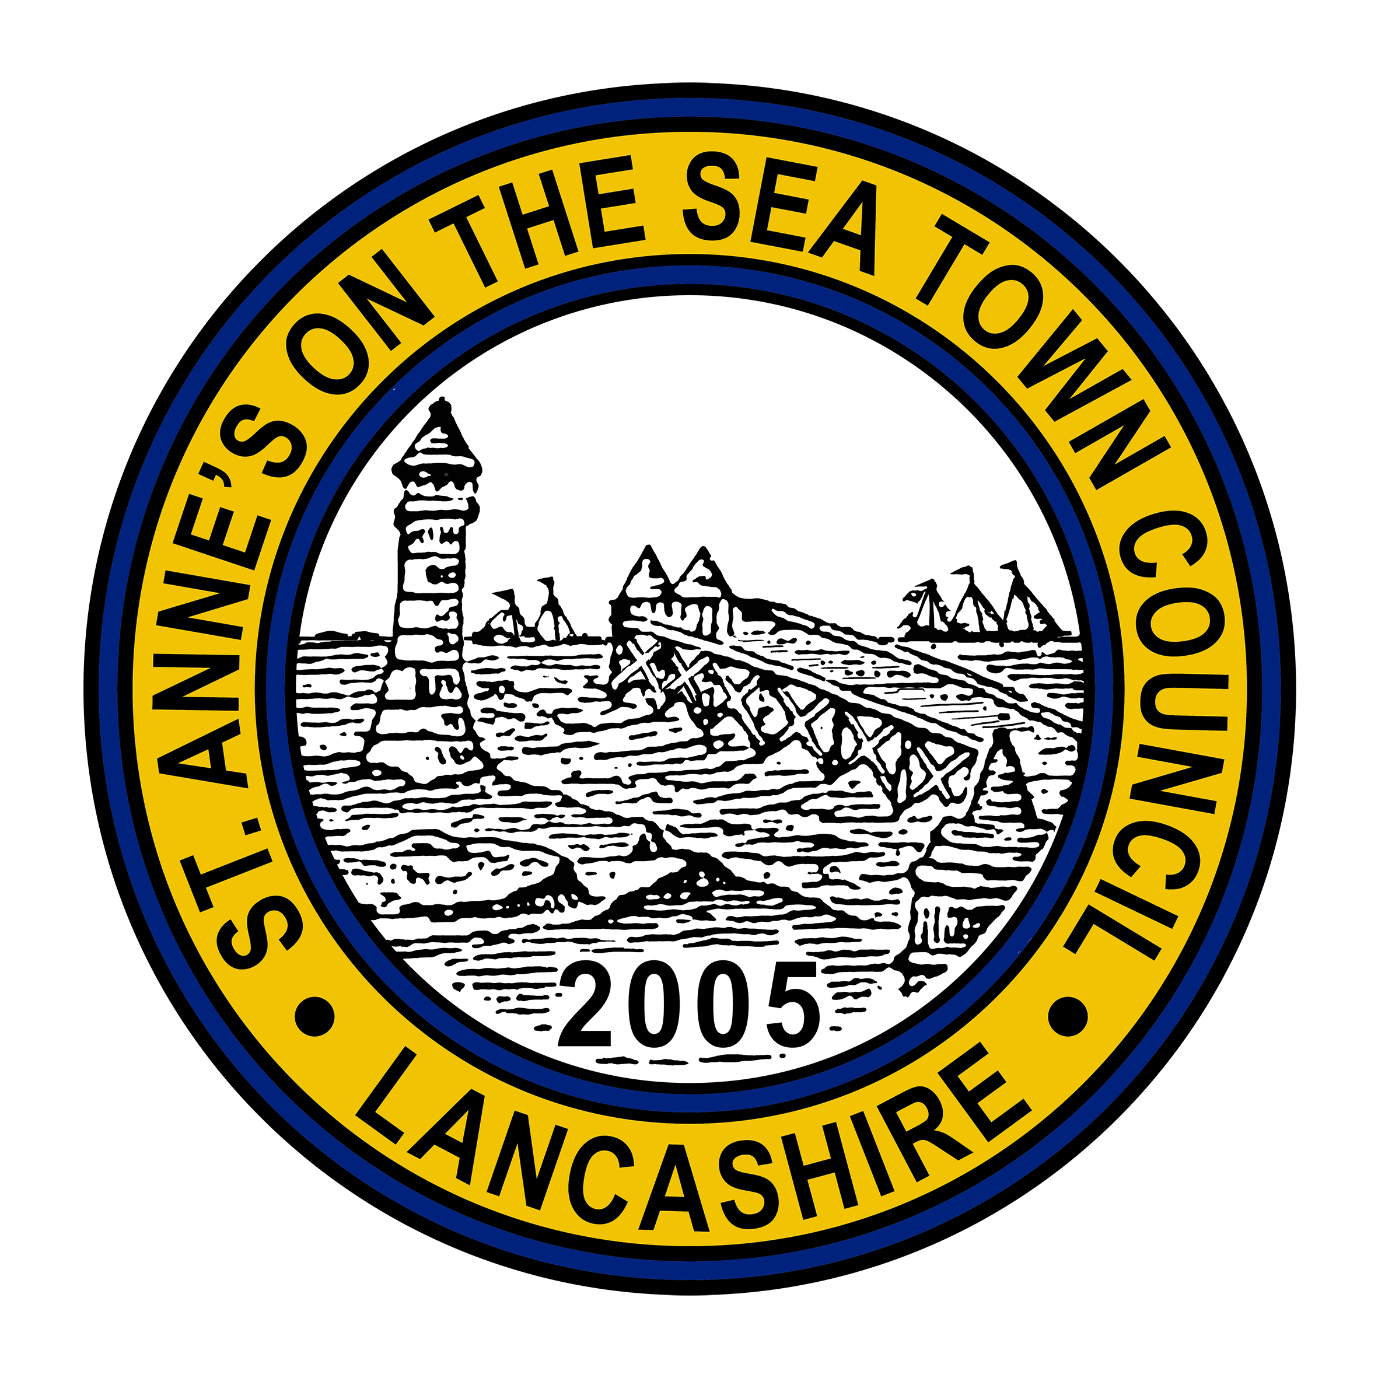 ST. ANNE'S ON THE SEA TOWN COUNCIL
2005
• LANCASHIRE •